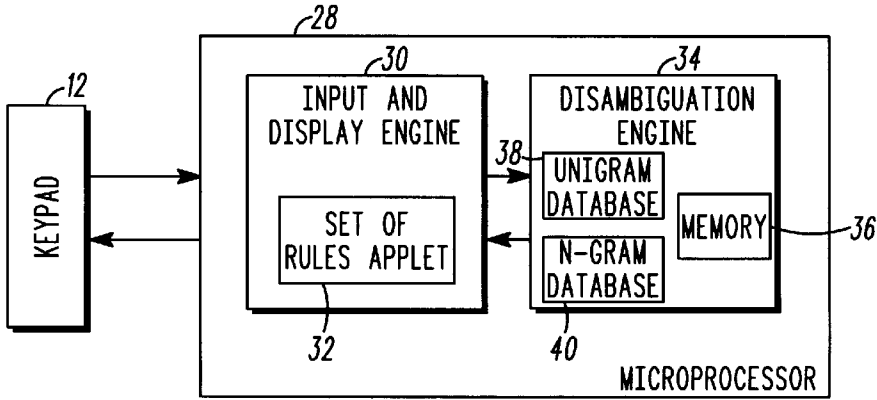 28
12
KEYPAD
30
INPUT AND
DISPLAY ENGINE
SET OF
RULES APPLET
32
34
DISAMBIGUATION
ENGINE
38
UNIGRAM
DATABASE
MEMORY
36
N-GRAM
DATABASE
40
MICROPROCESSOR